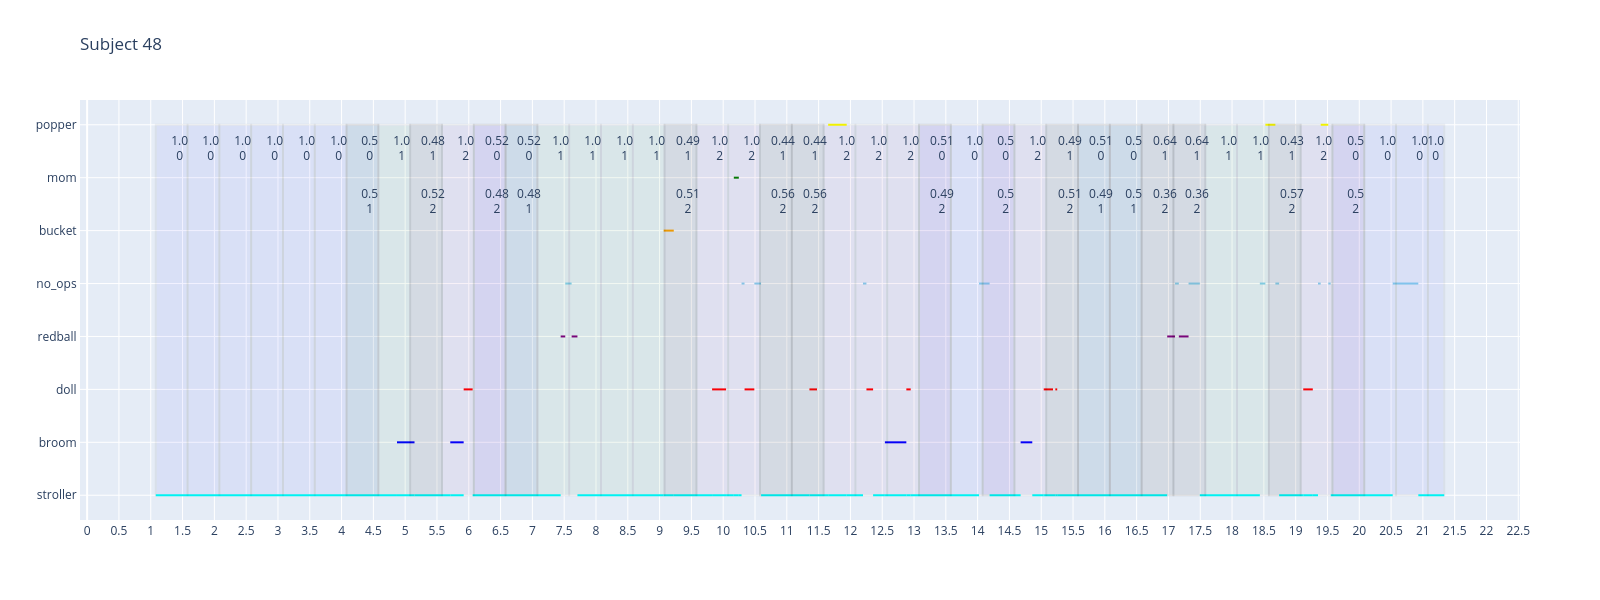 Subject 48
popper
1.0 1.0 1.0 1.0 1.0 1.0 0.5 1.0 0.48 1.0 0.52 0.52 1.0 1.0 1.0 1.0 0.49 1.0 1.0 0.44 0.44 1.0 1.0 1.0 0.51 1.0 0.5 1.0 0.49 0.51 0.5 0.64 0.64 1.0 1.0 0.43 1.0 0.5 1.0 1.0 1.0
0 0 0 0 0 0 0 1 1 2 0 0 1 1 1 1 1 2 2 1 1 2 2 2 0 0 0 2 1 0 0 1 1 1 1 1 2 0 0 0 0
mom
0.5 0.52 0.48 0.48 0.51 0.56 0.56 0.49 0.5 0.51 0.49 0.5 0.36 0.36 0.57 0.5
1 2 2 1 2 2 2 2 2 2 1 1 2 2 2 2
bucket
no_ops
redball
doll
broom
stroller
0 0.5 1 1.5 2 2.5 3 3.5 4 4.5 5 5.5 6 6.5 7 7.5 8 8.5 9 9.5 10 10.5 11 11.5 12 12.5 13 13.5 14 14.5 15 15.5 16 16.5 17 17.5 18 18.5 19 19.5 20 20.5 21 21.5 22 22.5